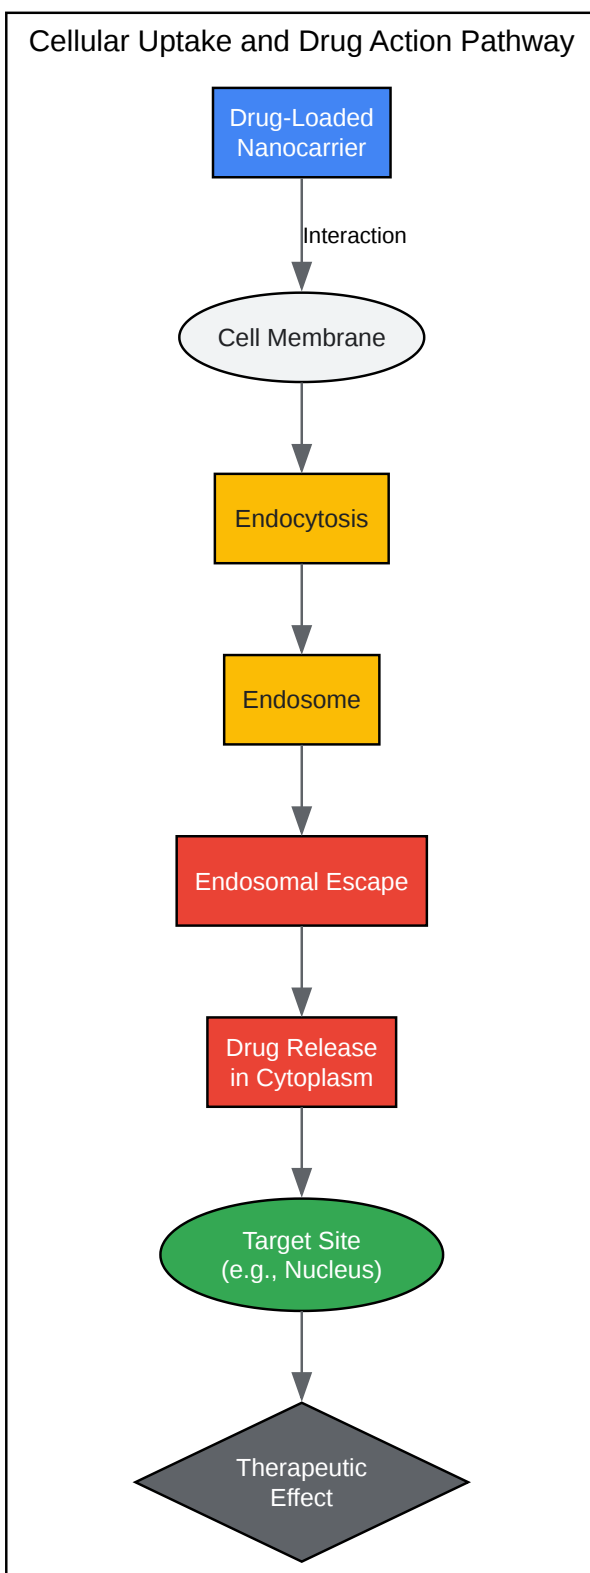 Cellular Uptake and Drug Action Pathway
Drug-Loaded
Nanocarrier
Interaction
Cell Membrane
Endocytosis
Endosome
Endosomal Escape
Drug Release
in Cytoplasm
Target Site
(e.g., Nucleus)
Therapeutic
Effect